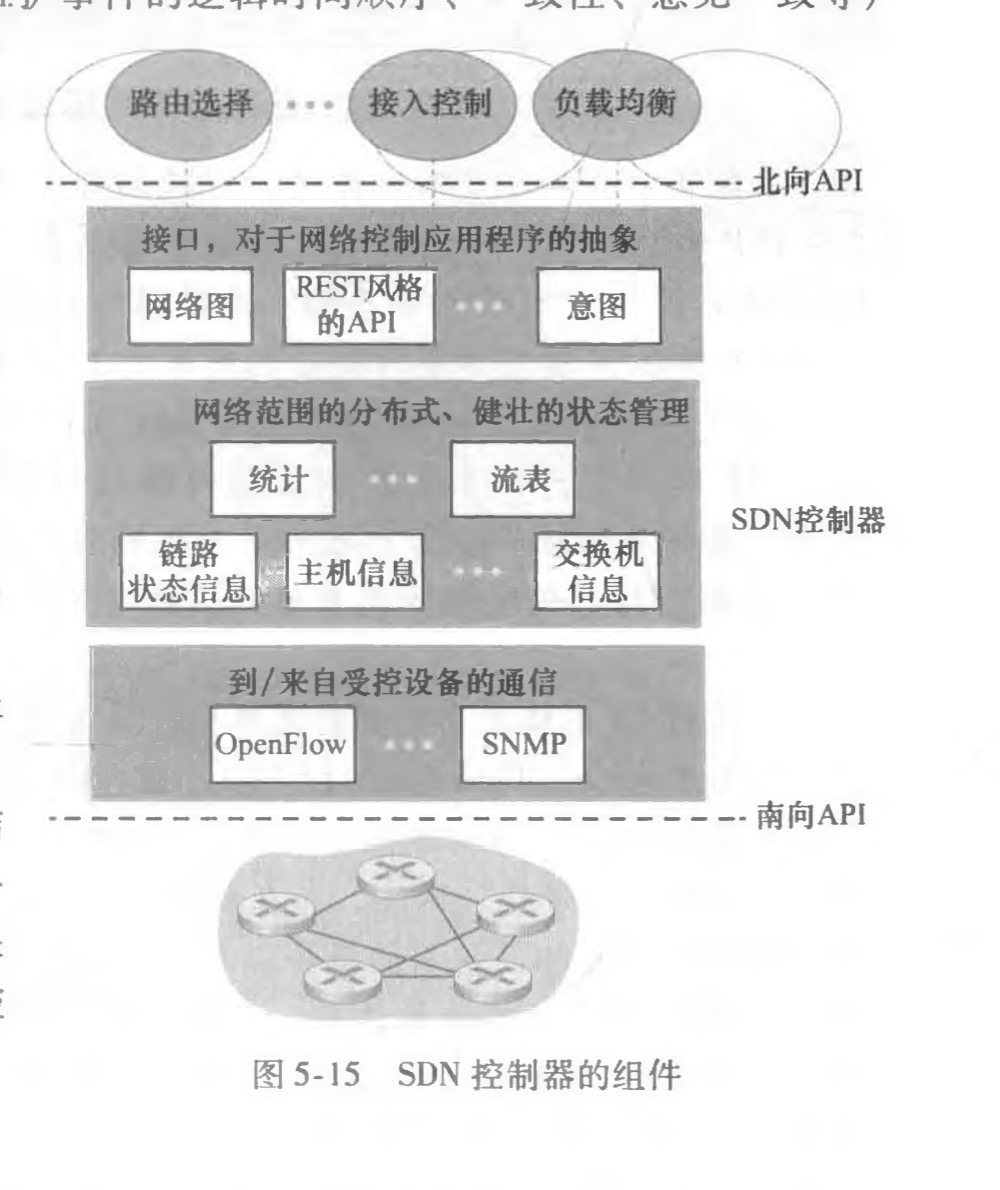 事件的逻辑时间顺序、一致性、意见一致等）
路由选择 … 接入控制 负载均衡
北向API
接口，对于网络控制应用程序的抽象
网络图
REST风格
的API
…
意图
网络范围的分布式、健壮的状态管理
统计 … 流表
SDN控制器
链路
状态信息
主机信息
…
交换机
信息
到/来自受控设备的通信
OpenFlow … SNMP
南向API
图 5-15 SDN 控制器的组件